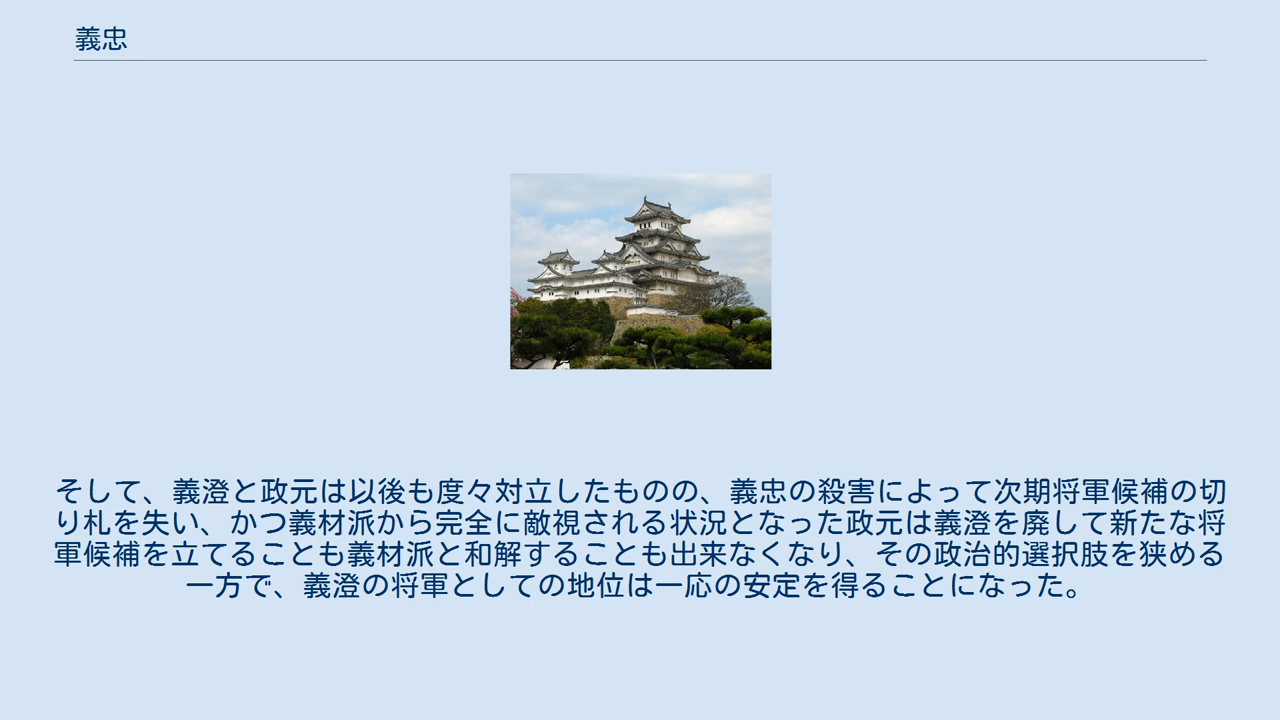 義忠
そして、義澄と政元は以後も度々対立したものの、義忠の殺害によって次期将軍候補の切
り札を失い、かつ義材派から完全に敵視される状況となった政元は義澄を廃して新たな将
軍候補を立てることも義材派と和解することも出来なくなり、その政治的選択肢を狭める
一方で、義澄の将軍としての地位は一応の安定を得ることになった。